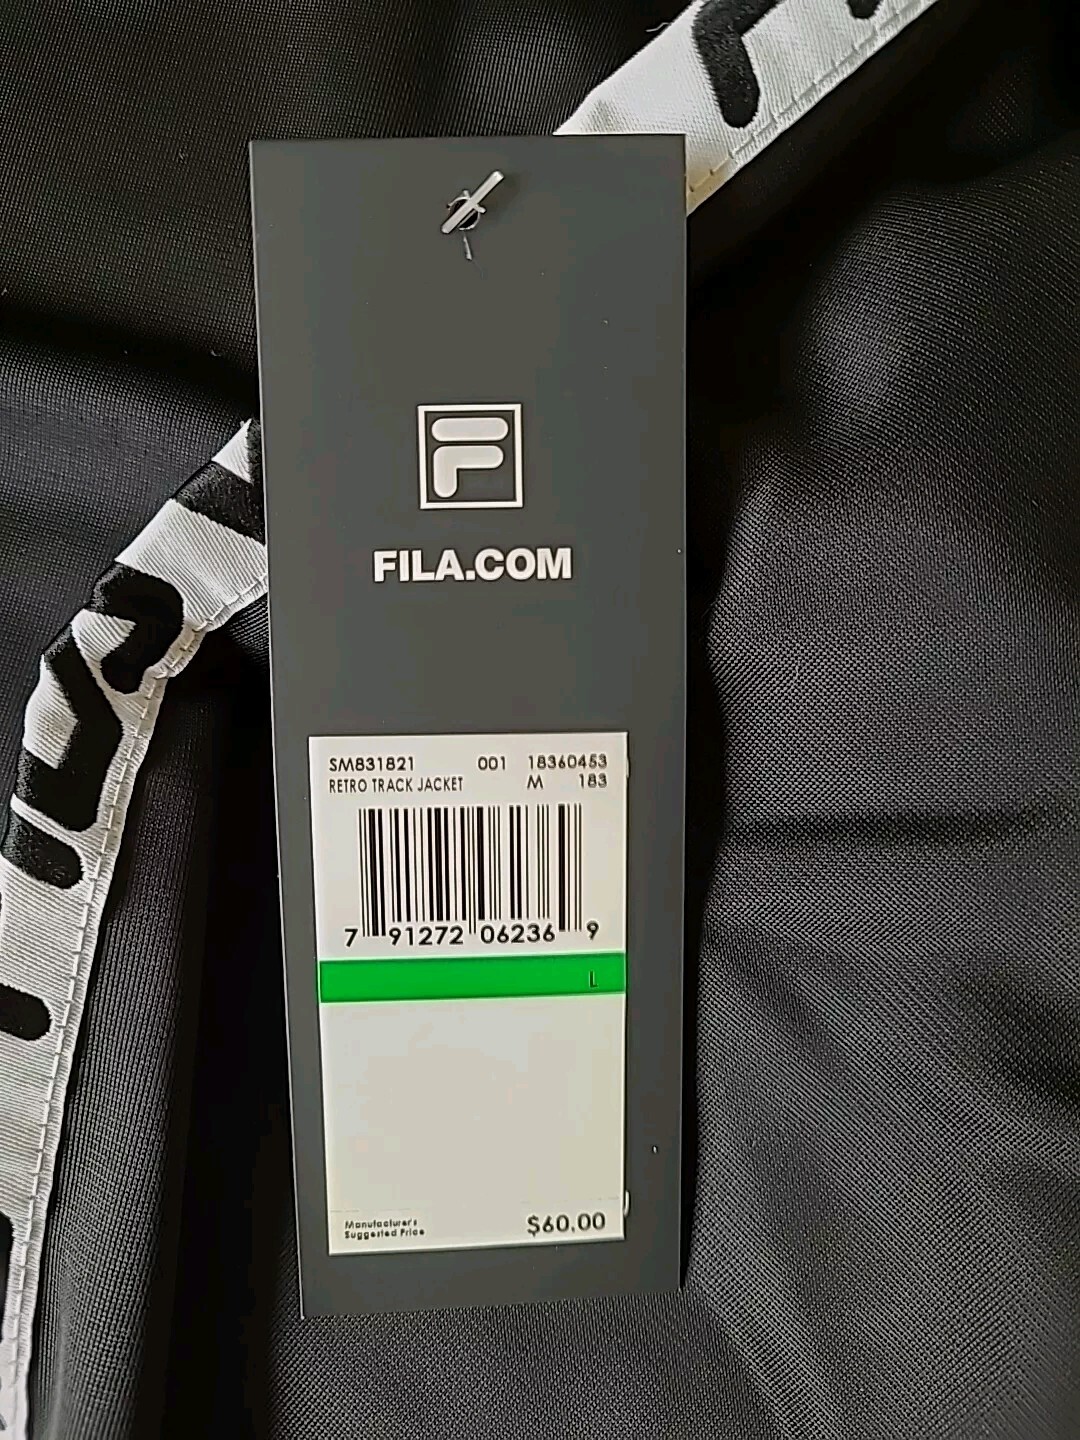 FILA.COM
SM831821 001 18360453
RETRO TRACK JACKET M 183
7 91272 06236 9
L
Manufacturer's
Suggested Price $60.00